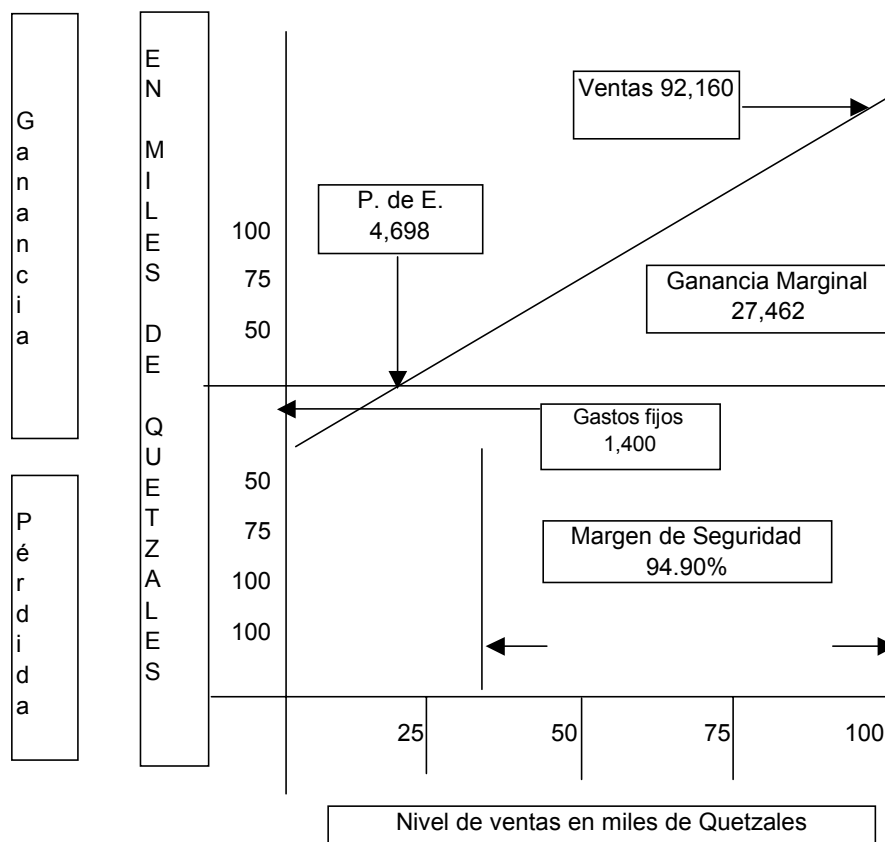 Ganancia
Pérdida
EN MILES DE QUETZALES
Ventas 92,160
P. de E.
4,698
100
75
50
Ganancia Marginal
27,462
Gastos fijos
1,400
50
75
100
100
Margen de Seguridad
94.90%
25 50 75 100
Nivel de ventas en miles de Quetzales